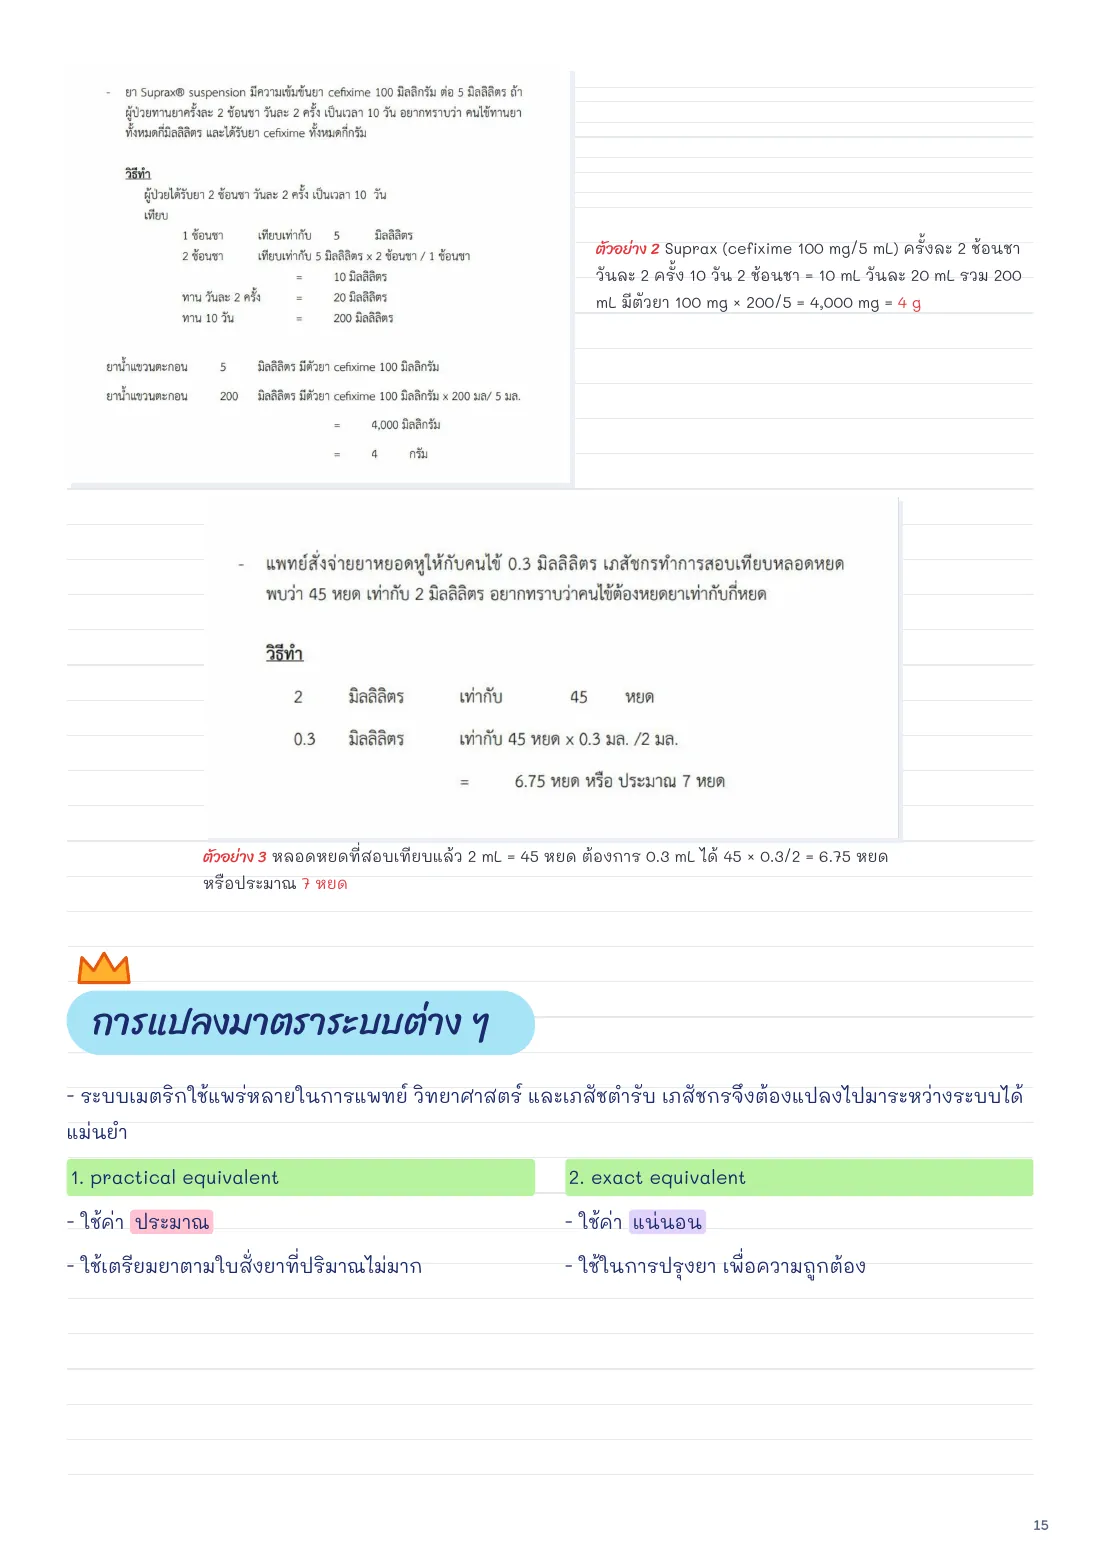 - ยา Suprax® suspension มีความเข้มข้นยา cefixime 100 มิลลิกรัม ต่อ 5 มิลลิลิตร ถ้า
ผู้ป่วยทานยาครั้งละ 2 ช้อนชา วันละ 2 ครั้ง เป็นเวลา 10 วัน อยากทราบว่า คนไข้ทานยา
ทั้งหมดกี่มิลลิลิตร และได้รับยา cefixime ทั้งหมดกี่กรัม
วิธีทำ
ผู้ป่วยได้รับยา 2 ช้อนชา วันละ 2 ครั้ง เป็นเวลา 10 วัน
เทียบ
1 ช้อนชา เทียบเท่ากับ 5 มิลลิลิตร
2 ช้อนชา เทียบเท่ากับ 5 มิลลิลิตร x 2 ช้อนชา / 1 ช้อนชา
= 10 มิลลิลิตร
ทาน วันละ 2 ครั้ง = 20 มิลลิลิตร
ทาน 10 วัน = 200 มิลลิลิตร
ยาน้ำแขวนตะกอน 5 มิลลิลิตร มีตัวยา cefixime 100 มิลลิกรัม
ยาน้ำแขวนตะกอน 200 มิลลิลิตร มีตัวยา cefixime 100 มิลลิกรัม x 200 มล/ 5 มล.
= 4,000 มิลลิกรัม
= 4 กรัม
ตัวอย่าง 2 Suprax (cefixime 100 mg/5 mL) ครั้งละ 2 ช้อนชา
วันละ 2 ครั้ง 10 วัน 2 ช้อนชา = 10 mL วันละ 20 mL รวม 200
mL มีตัวยา 100 mg × 200/5 = 4,000 mg = 4 g
- แพทย์สั่งจ่ายยาหยอดหูให้กับคนไข้ 0.3 มิลลิลิตร เภสัชกรทำการสอบเทียบหลอดหยด
พบว่า 45 หยด เท่ากับ 2 มิลลิลิตร อยากทราบว่าคนไข้ต้องหยดยาเท่ากับกี่หยด
วิธีทำ
2 มิลลิลิตร เท่ากับ 45 หยด
0.3 มิลลิลิตร เท่ากับ 45 หยด x 0.3 มล. /2 มล.
= 6.75 หยด หรือ ประมาณ 7 หยด
ตัวอย่าง 3 หลอดหยดที่สอบเทียบแล้ว 2 mL = 45 หยด ต้องการ 0.3 mL ได้ 45 × 0.3/2 = 6.75 หยด
หรือประมาณ 7 หยด
การแปลงมาตราระบบต่าง ๆ
- ระบบเมตริกใช้แพร่หลายในการแพทย์ วิทยาศาสตร์ และเภสัชตำรับ เภสัชกรจึงต้องแปลงไปมาระหว่างระบบได้
แม่นยำ
1. practical equivalent
- ใช้ค่า ประมาณ
- ใช้เตรียมยาตามใบสั่งยาที่ปริมาณไม่มาก
2. exact equivalent
- ใช้ค่า แน่นอน
- ใช้ในการปรุงยา เพื่อความถูกต้อง
15